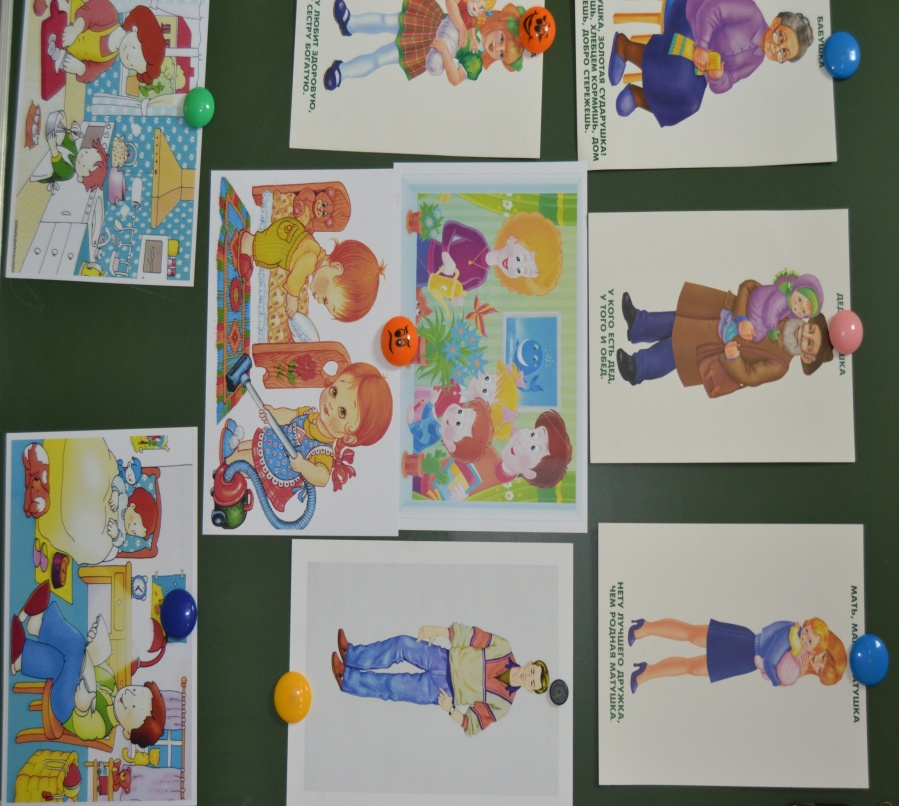 БАБУШКА
ЗОЛОТАЯ СУДАРУШКА!
ХЛЕБЦЕМ КОРМИШЬ, ДОМ
ДОБРО СТЕРЕЖЕШЬ.
У КОГО ЕСТЬ ДЕД,
У ТОГО И ОБЕД.
МАТЬ,
НЕТУ ЛУЧШЕГО ДРУЖКА,
ЧЕМ РОДНАЯ МАТУШКА.
ЛЮБИТ ЗДОРОВУЮ,
СЕСТРУ БОГАТУЮ.